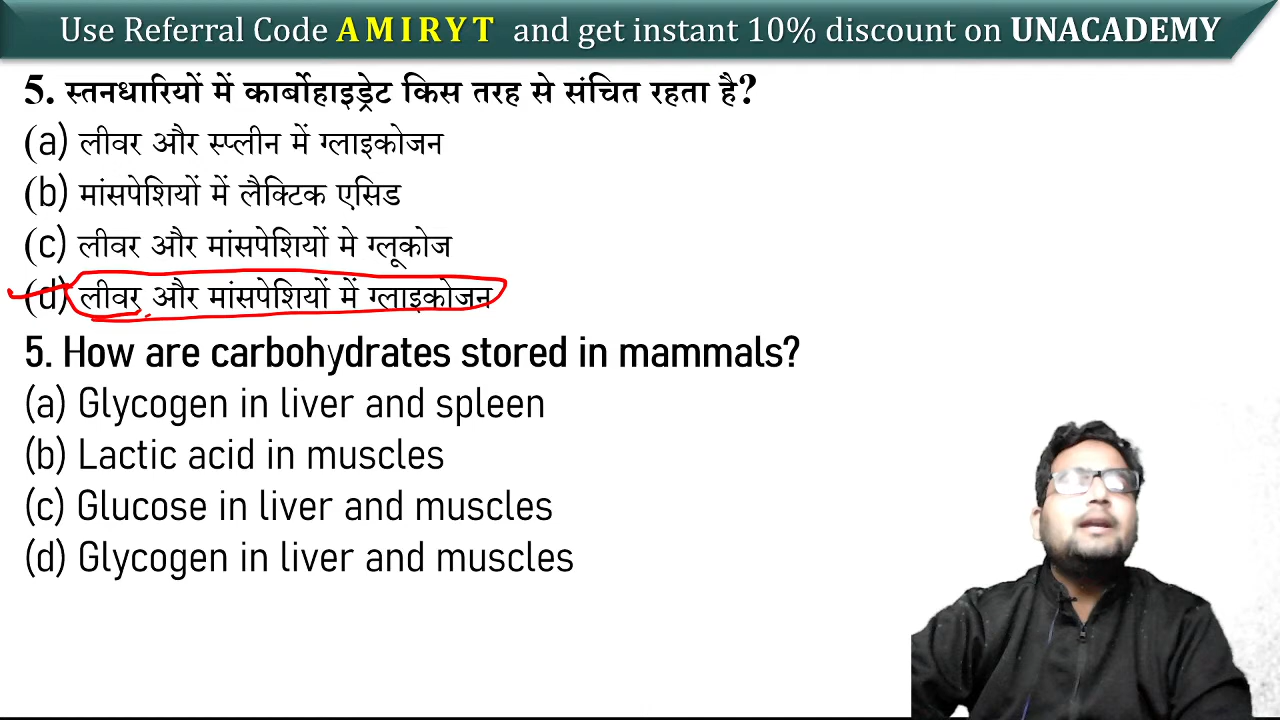 Use Referral Code AMIRYT and get instant 10% discount on UNACADEMY
5. स्तनधारियों में कार्बोहाइड्रेट किस तरह से संचित रहता है?
(a) लीवर और स्प्लीन में ग्लाइकोजन
(b) मांसपेशियों में लैक्टिक एसिड
(c) लीवर और मांसपेशियों मे ग्लूकोज
(d) लीवर और मांसपेशियों में ग्लाइकोजन
5. How are carbohydrates stored in mammals?
(a) Glycogen in liver and spleen
(b) Lactic acid in muscles
(c) Glucose in liver and muscles
(d) Glycogen in liver and muscles